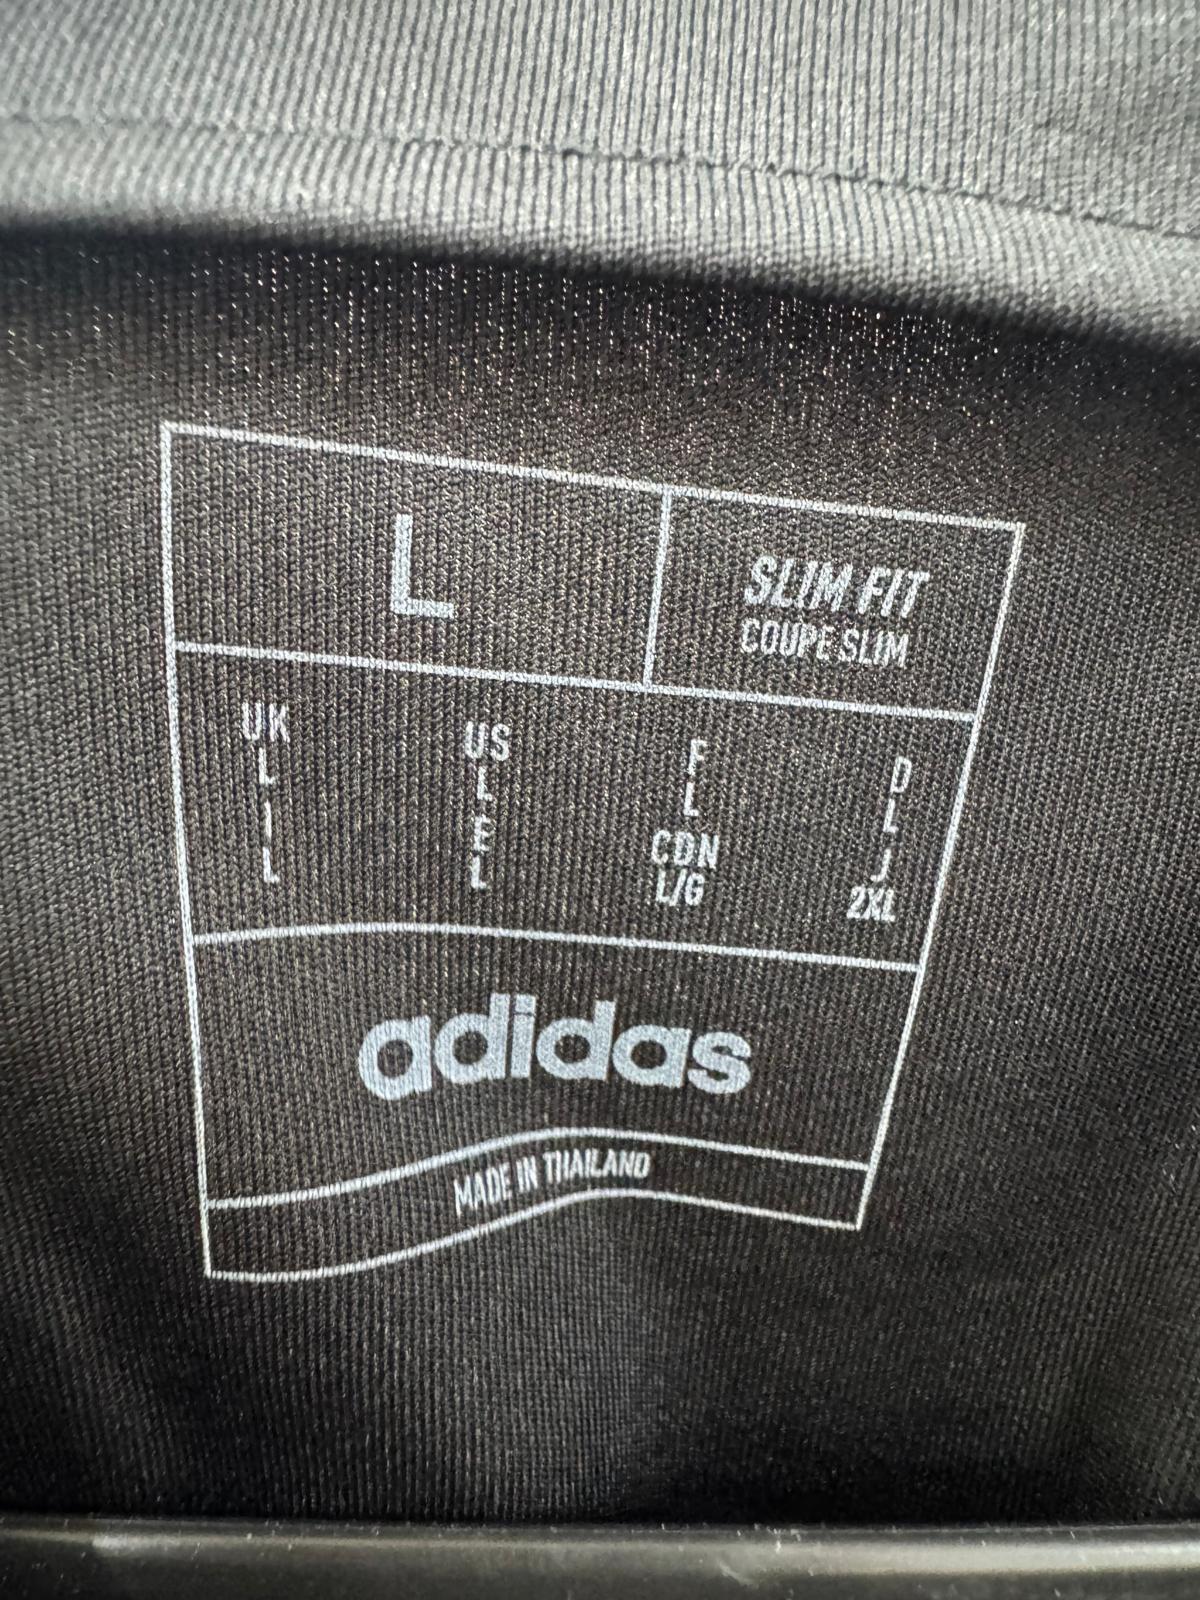 L
SLIM FIT
COUPE SLIM
UK US F D
L L L L
I E CDN J
L L L/G 2XL
adidas
MADE IN THAILAND